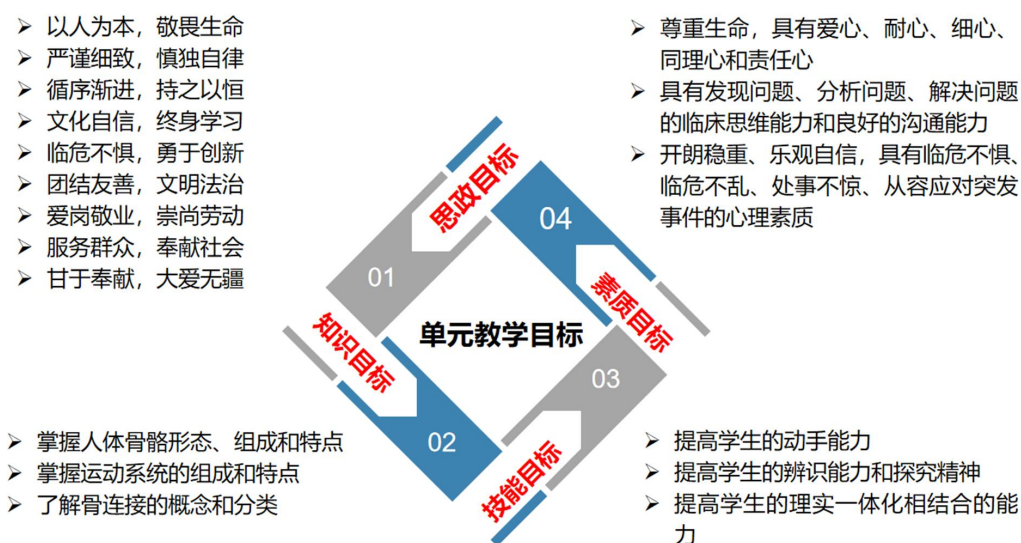 以人为本，敬畏生命
严谨细致，慎独自律
循序渐进，持之以恒
文化自信，终身学习
临危不惧，勇于创新
团结友善，文明法治
爱岗敬业，崇尚劳动
服务群众，奉献社会
甘于奉献，大爱无疆
尊重生命，具有爱心、耐心、细心、
同理心和责任心
具有发现问题、分析问题、解决问题
的临床思维能力和良好的沟通能力
开朗稳重、乐观自信，具有临危不惧、
临危不乱、处事不惊、从容应对突发
事件的心理素质
思政目标
01
04
素质目标
单元教学目标
知识目标
02
03
技能目标
掌握人体骨骼形态、组成和特点
掌握运动系统的组成和特点
了解骨连接的概念和分类
提高学生的动手能力
提高学生的辨识能力和探究精神
提高学生的理实一体化相结合的能
力